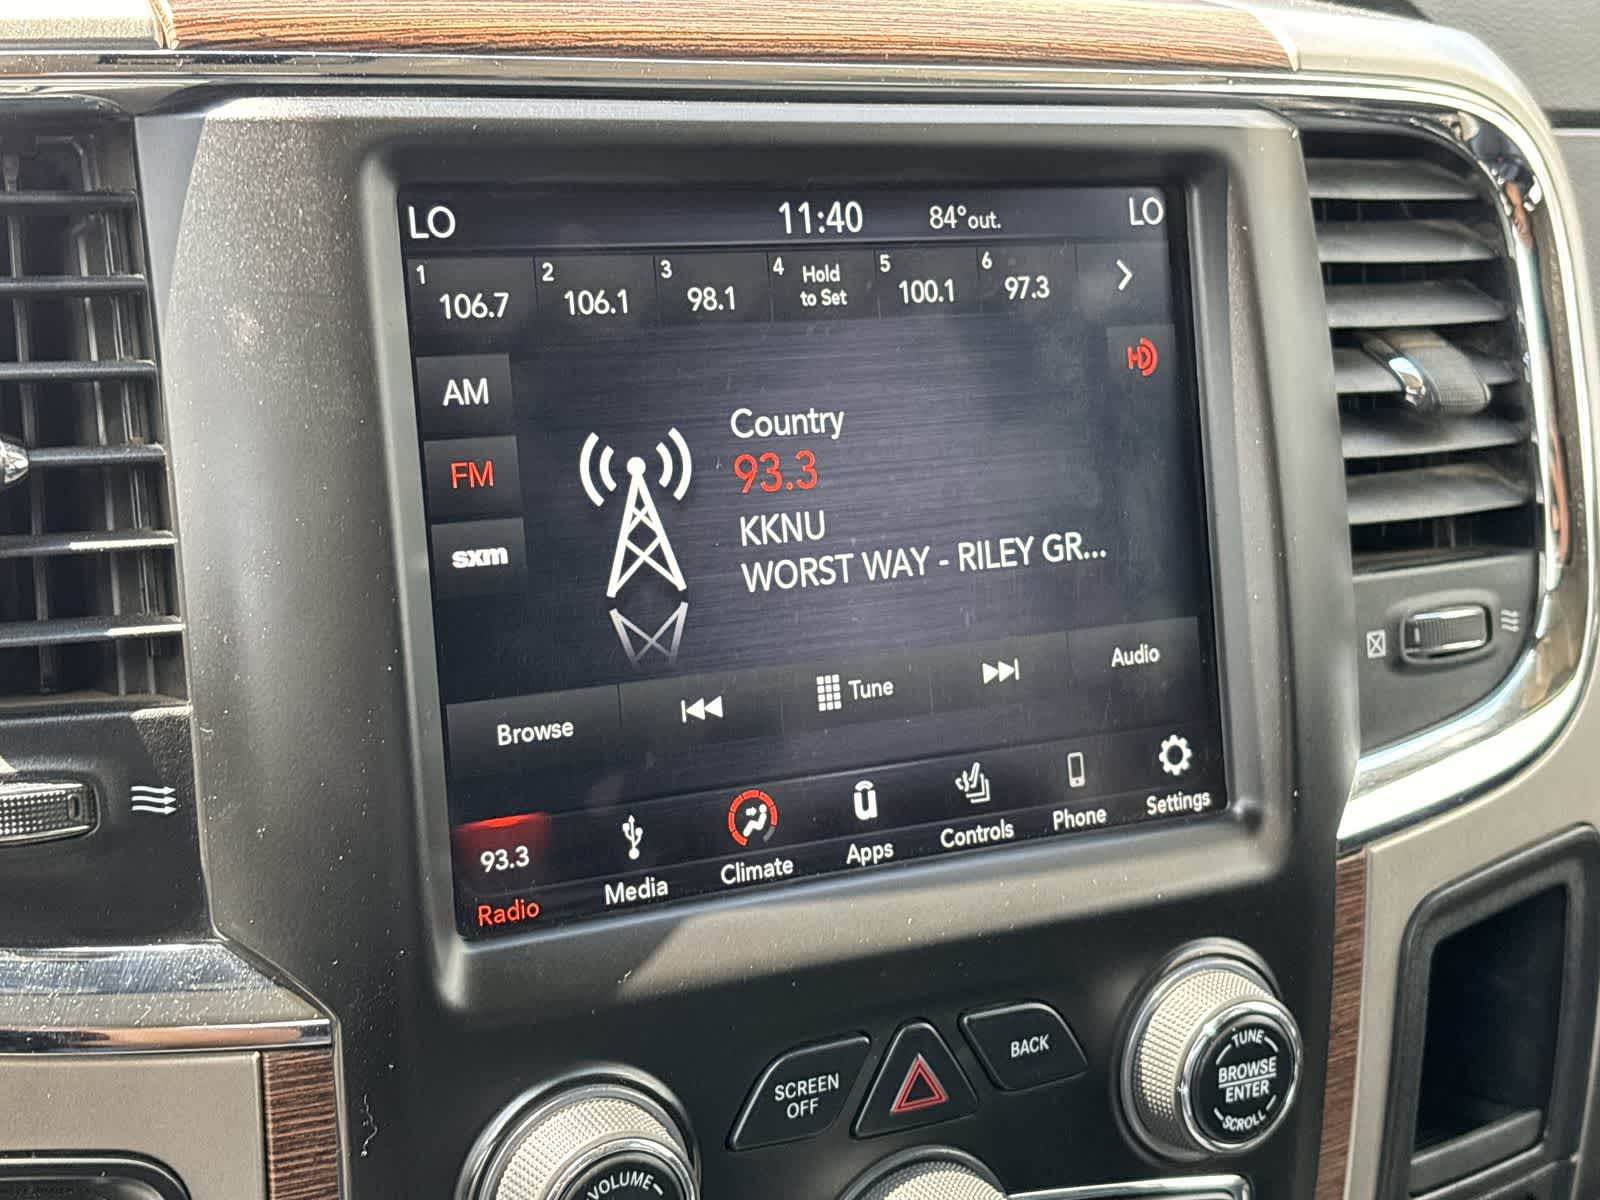 LO 11:40 84°out. LO
1 106.7 2 106.1 3 98.1 4 Hold to Set 5 100.1 6 97.3
HD
AM
FM
sxm
Country
93.3
KKNU
WORST WAY - RILEY GR...
Browse Tune Audio
93.3
Radio Media Climate Apps Controls Phone Settings
SCREEN
OFF
BACK
TUNE
BROWSE
ENTER
SCROLL
VOLUME